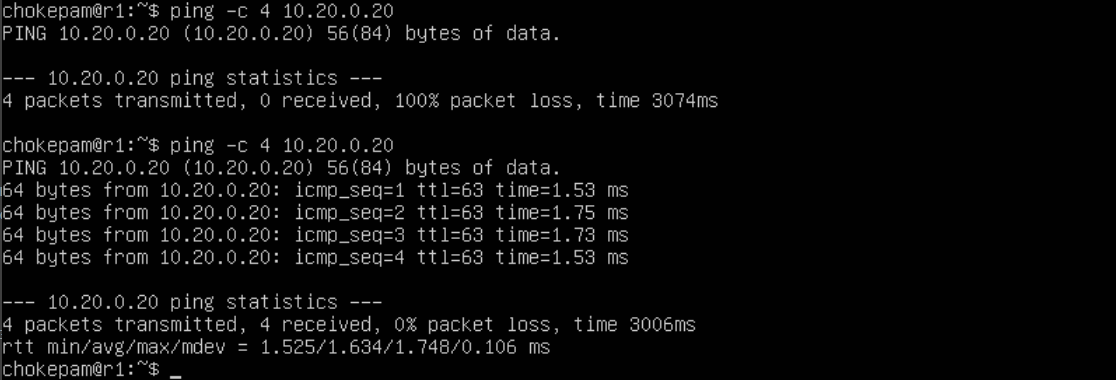 chokepam@r1:~$ ping -c 4 10.20.0.20
PING 10.20.0.20 (10.20.0.20) 56(84) bytes of data.
--- 10.20.0.20 ping statistics ---
4 packets transmitted, 0 received, 100% packet loss, time 3074ms
chokepam@r1:~$ ping -c 4 10.20.0.20
PING 10.20.0.20 (10.20.0.20) 56(84) bytes of data.
64 bytes from 10.20.0.20: icmp_seq=1 ttl=63 time=1.53 ms
64 bytes from 10.20.0.20: icmp_seq=2 ttl=63 time=1.75 ms
64 bytes from 10.20.0.20: icmp_seq=3 ttl=63 time=1.73 ms
64 bytes from 10.20.0.20: icmp_seq=4 ttl=63 time=1.53 ms
--- 10.20.0.20 ping statistics ---
4 packets transmitted, 4 received, 0% packet loss, time 3006ms
rtt min/avg/max/mdev = 1.525/1.634/1.748/0.106 ms
chokepam@r1:~$ _